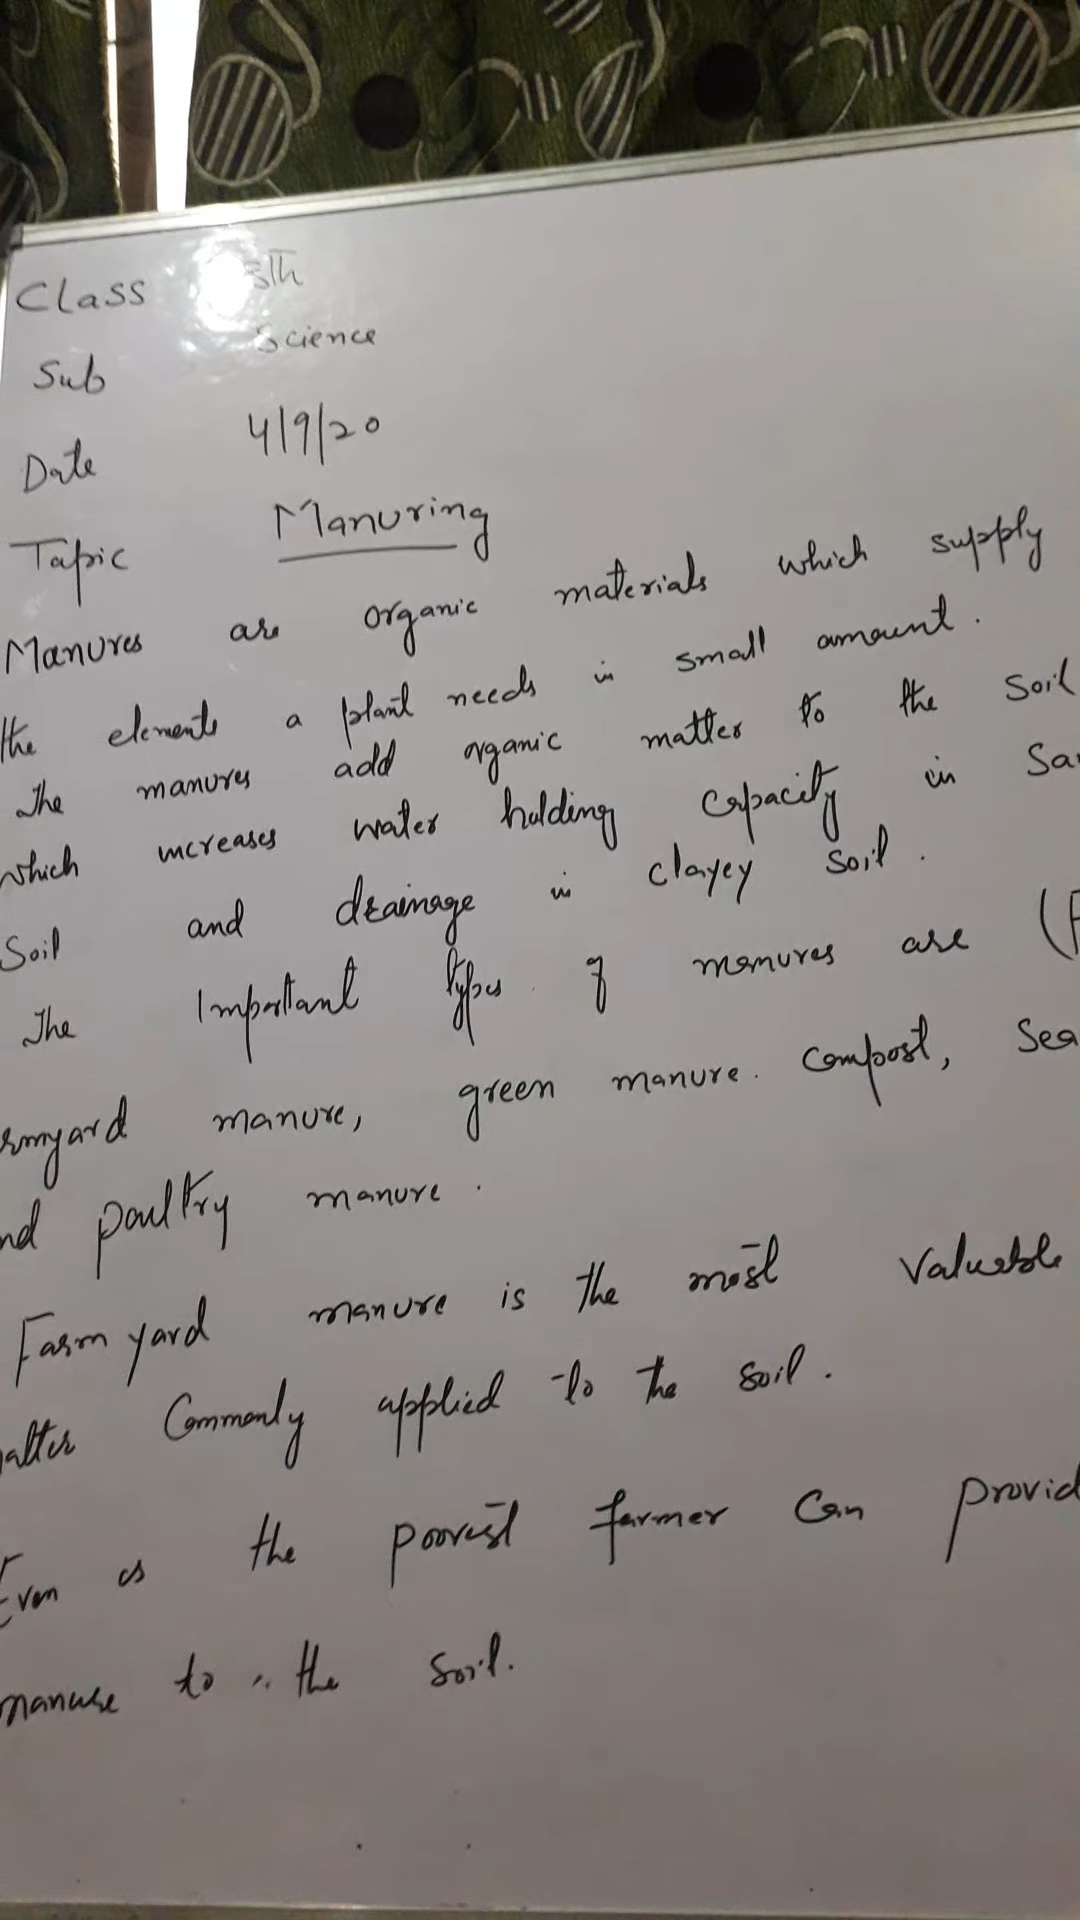 Class 8th
Sub Science
Date 4/9/20
Topic Manuring
Manures are organic materials which supply
the elements a plant needs in small amount.
The manures add organic matter to the soil
which increases water holding capacity in Sa
Soil and drainage in clayey soil.
The Important types of manures are (F
armyard manure, green manure. Compost, Sea
nd poultry manure.
Farm yard manure is the most Valuable
atter Commonly applied to the soil.
Even as the poorest farmer Can provid
manure to the Soil.